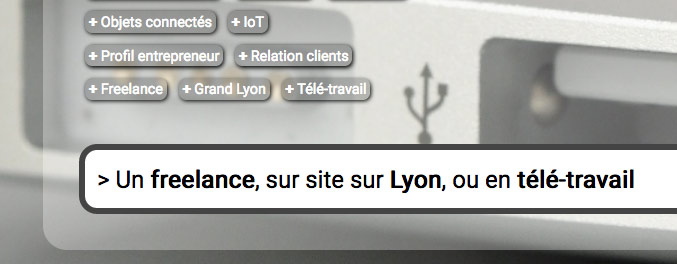 + Objets connectés + IoT
+ Profil entrepreneur + Relation clients
+ Freelance + Grand Lyon + Télé-travail
> Un freelance, sur site sur Lyon, ou en télé-travail